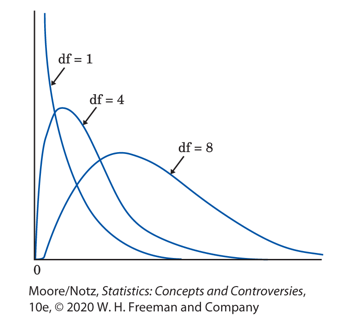 df = 1
df = 4
df = 8
0
Moore/Notz, Statistics: Concepts and Controversies,
10e, © 2020 W. H. Freeman and Company